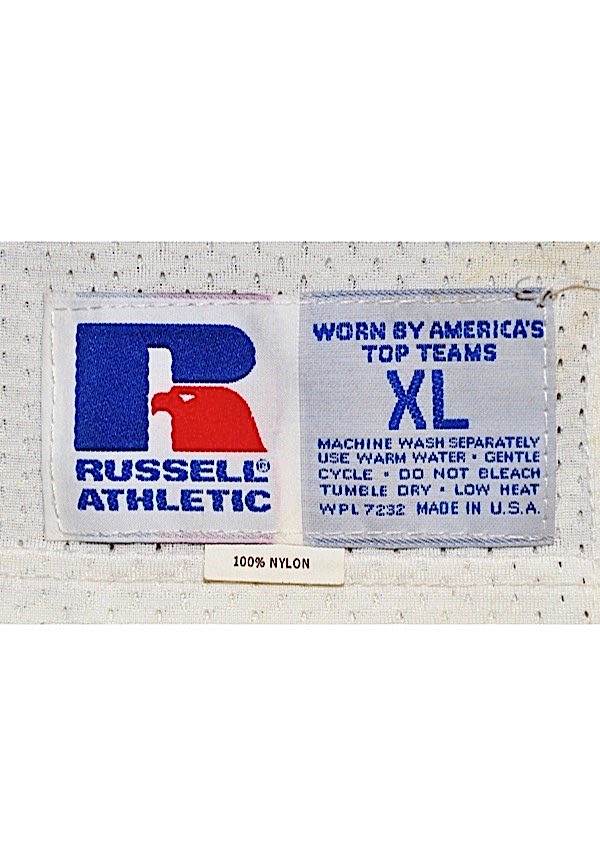 R
RUSSELL®
ATHLETIC
WORN BY AMERICA'S
TOP TEAMS
XL
MACHINE WASH SEPARATELY
USE WARM WATER • GENTLE
CYCLE • DO NOT BLEACH
TUMBLE DRY • LOW HEAT
WPL 7232 MADE IN U.S.A.
100% NYLON